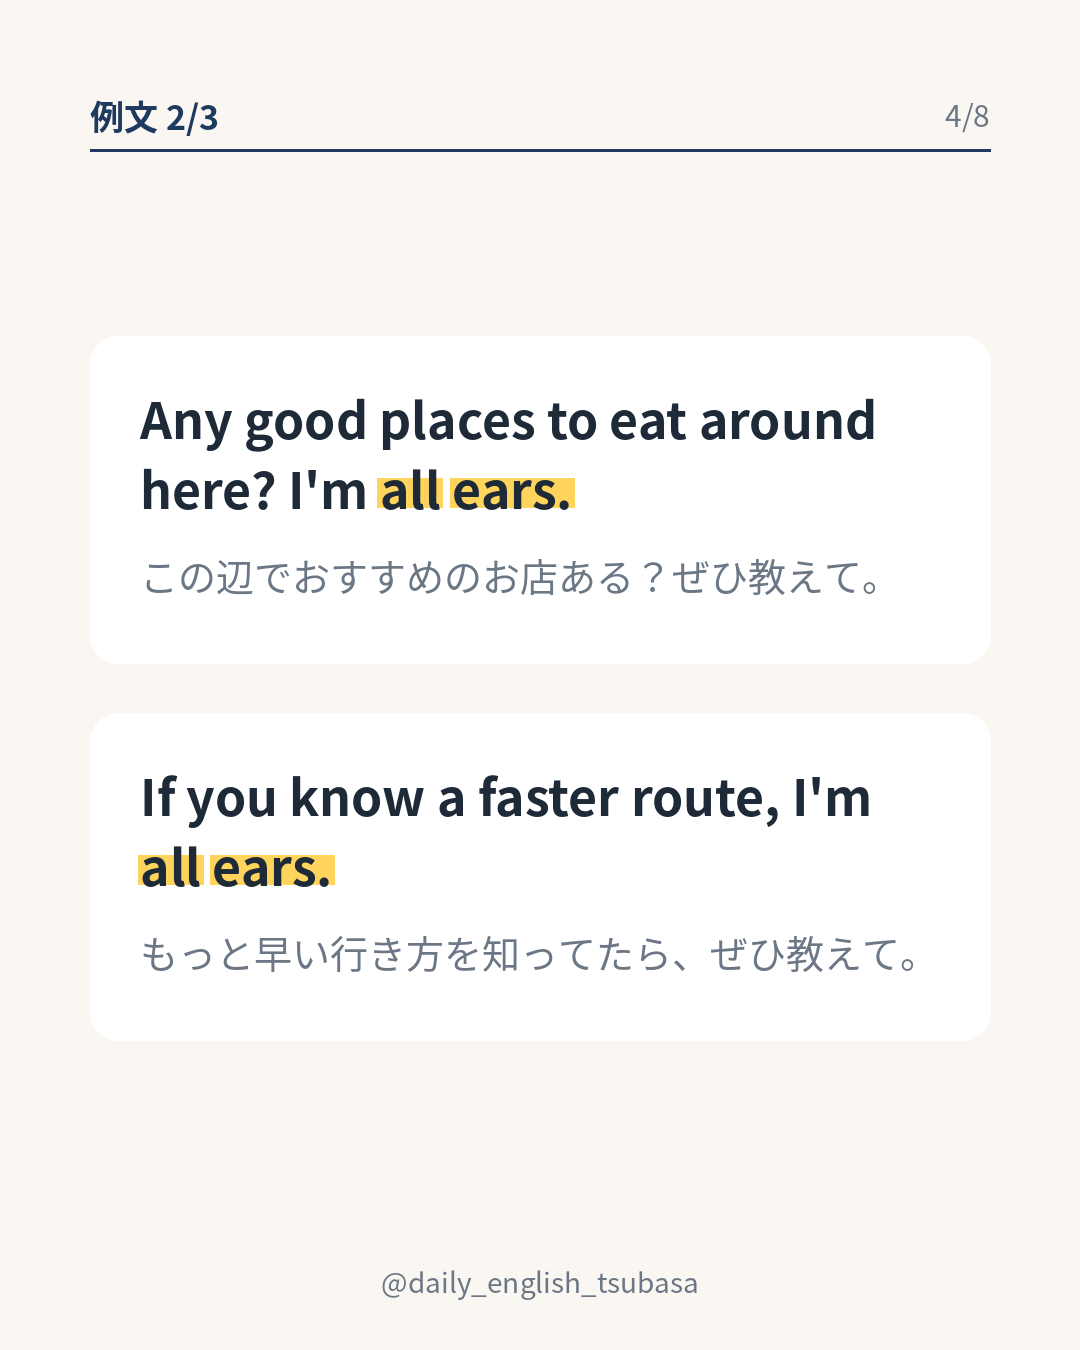 例文 2/3
4/8
Any good places to eat around
here? I'm all ears.
この辺でおすすめのお店ある？ぜひ教えて。
If you know a faster route, I'm
all ears.
もっと早い行き方を知ってたら、ぜひ教えて。
@daily_english_tsubasa